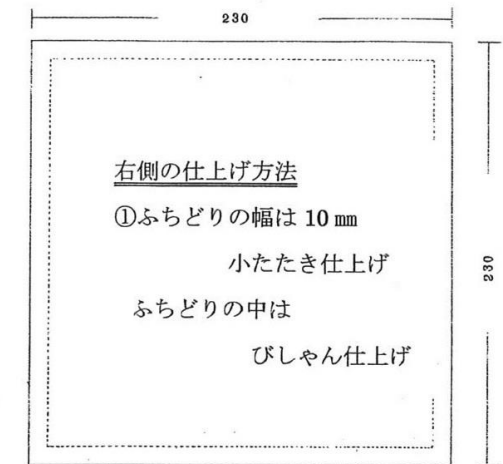 230
右側の仕上げ方法
①ふちどりの幅は 10 ㎜
小たたき仕上げ
ふちどりの中は
びしゃん仕上げ
230